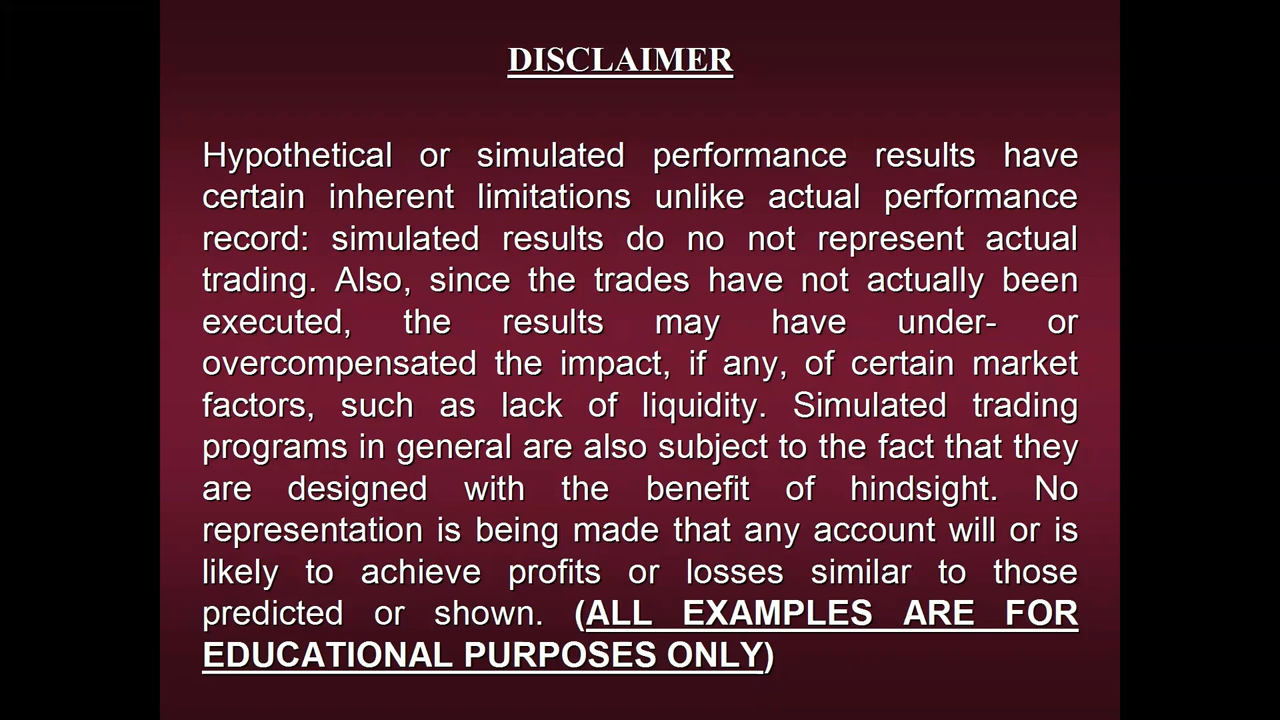 DISCLAIMER
Hypothetical or simulated performance results have
certain inherent limitations unlike actual performance
record: simulated results do no not represent actual
trading. Also, since the trades have not actually been
executed, the results may have under- or
overcompensated the impact, if any, of certain market
factors, such as lack of liquidity. Simulated trading
programs in general are also subject to the fact that they
are designed with the benefit of hindsight. No
representation is being made that any account will or is
likely to achieve profits or losses similar to those
predicted or shown. (ALL EXAMPLES ARE FOR
EDUCATIONAL PURPOSES ONLY)